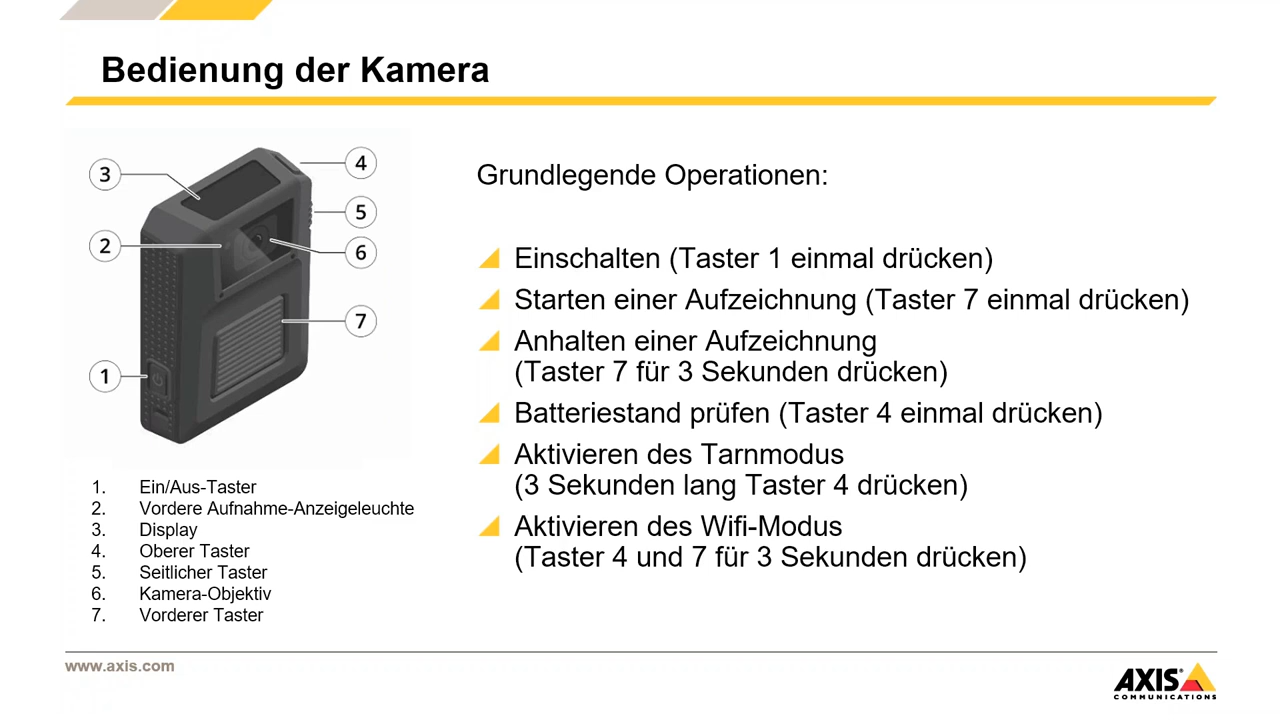 Bedienung der Kamera
3
4
5
2
6
7
1
1. Ein/Aus-Taster
2. Vordere Aufnahme-Anzeigeleuchte
3. Display
4. Oberer Taster
5. Seitlicher Taster
6. Kamera-Objektiv
7. Vorderer Taster
Grundlegende Operationen:
Einschalten (Taster 1 einmal drücken)
Starten einer Aufzeichnung (Taster 7 einmal drücken)
Anhalten einer Aufzeichnung
(Taster 7 für 3 Sekunden drücken)
Batteriestand prüfen (Taster 4 einmal drücken)
Aktivieren des Tarnmodus
(3 Sekunden lang Taster 4 drücken)
Aktivieren des Wifi-Modus
(Taster 4 und 7 für 3 Sekunden drücken)
www.axis.com
AXIS
COMMUNICATIONS